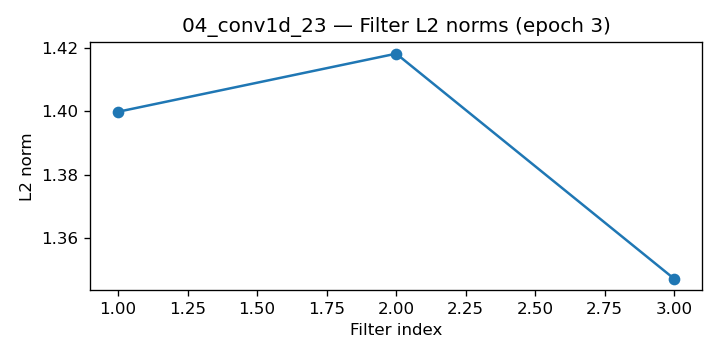 04_conv1d_23 — Filter L2 norms (epoch 3)
1.42
1.40
1.38
1.36
L2 norm
1.00 1.25 1.50 1.75 2.00 2.25 2.50 2.75 3.00
Filter index